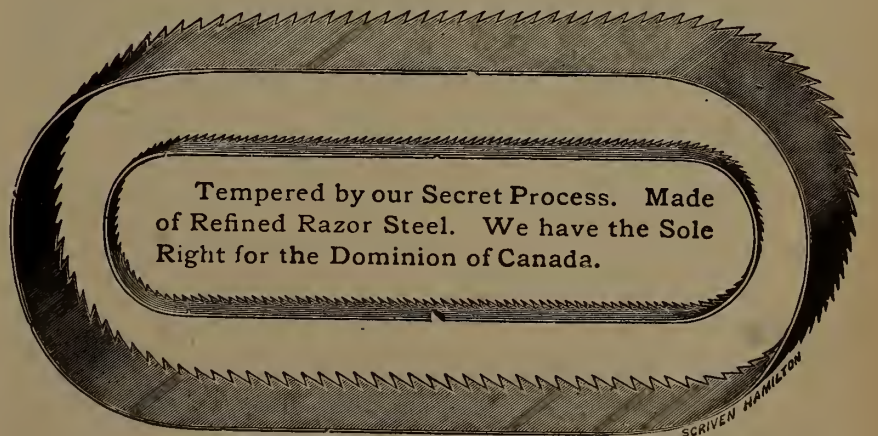 Tempered by our Secret Process. Made
of Refined Razor Steel. We have the Sole
Right for the Dominion of Canada.
SCRIVEN HAMILTON